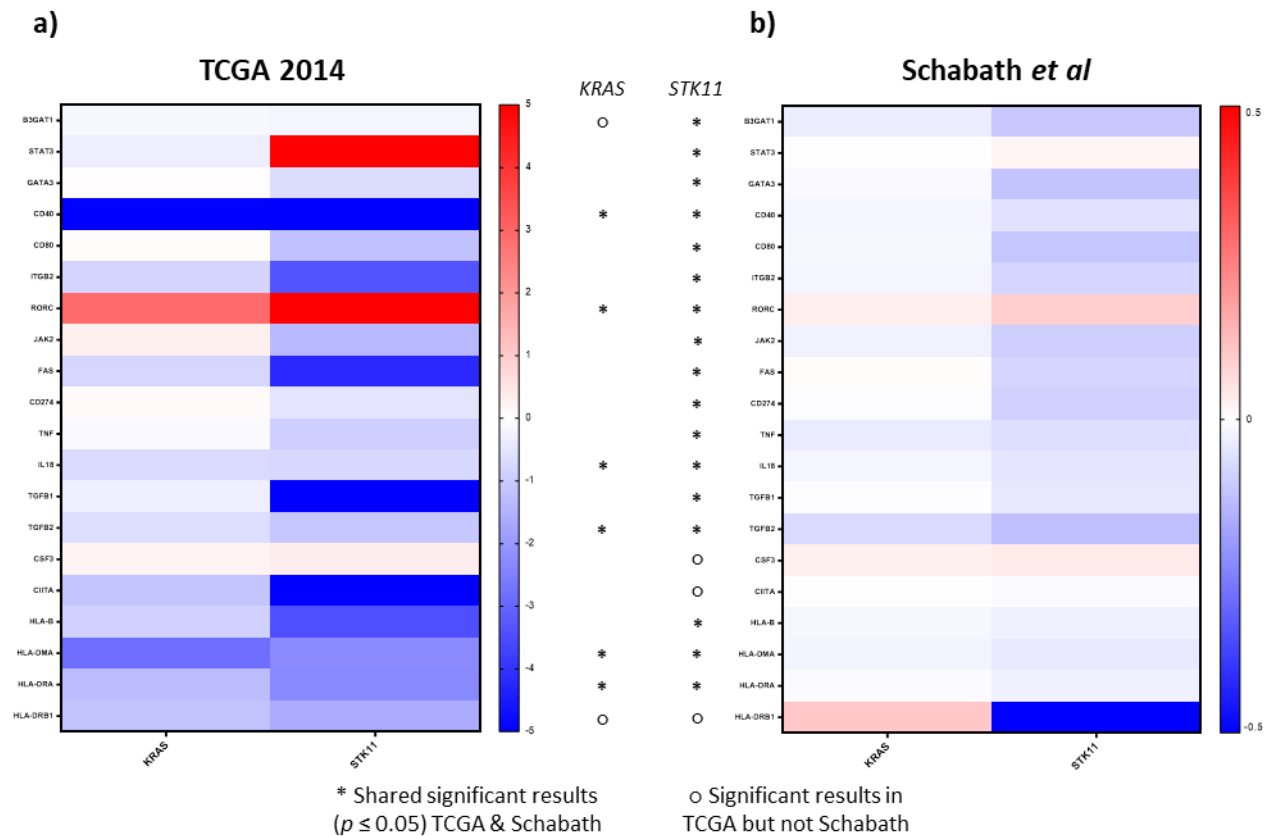 a)
b)
TCGA 2014
KRAS
STK11
Schabath et al
B3GAT1
STAT3
GATA3
CD40
CD80
ITGB2
RORC
JAK2
FAS
CD274
TNF
IL18
TGFB1
TGFB2
CSF3
CIITA
HLA-B
HLA-DMA
HLA-DRA
HLA-DRB1
KRAS
STK11
5
4
3
2
1
0
-1
-2
-3
-4
-5
○ *
*
*
* *
*
*
* *
*
*
*
*
* *
*
* *
○
○
*
* *
* *
○ ○
B3GAT1
STAT3
GATA3
CD40
CD80
ITGB2
RORC
JAK2
FAS
CD274
TNF
IL18
TGFB1
TGFB2
CSF3
CIITA
HLA-B
HLA-DMA
HLA-DRA
HLA-DRB1
KRAS
STK11
0.5
0
-0.5
* Shared significant results
(p ≤ 0.05) TCGA & Schabath
○ Significant results in
TCGA but not Schabath